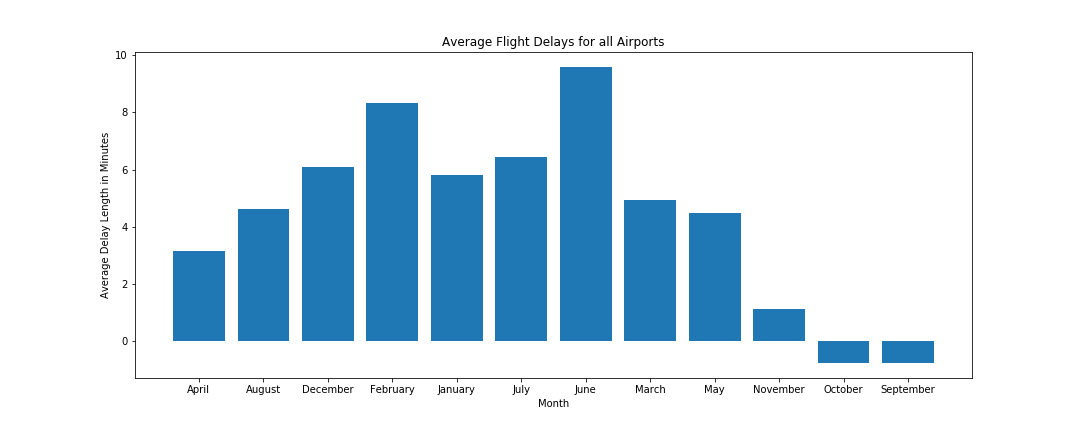 Average Flight Delays for all Airports
10
8
6
4
2
0
Average Delay Length in Minutes
April August December February January July June March May November October September
Month